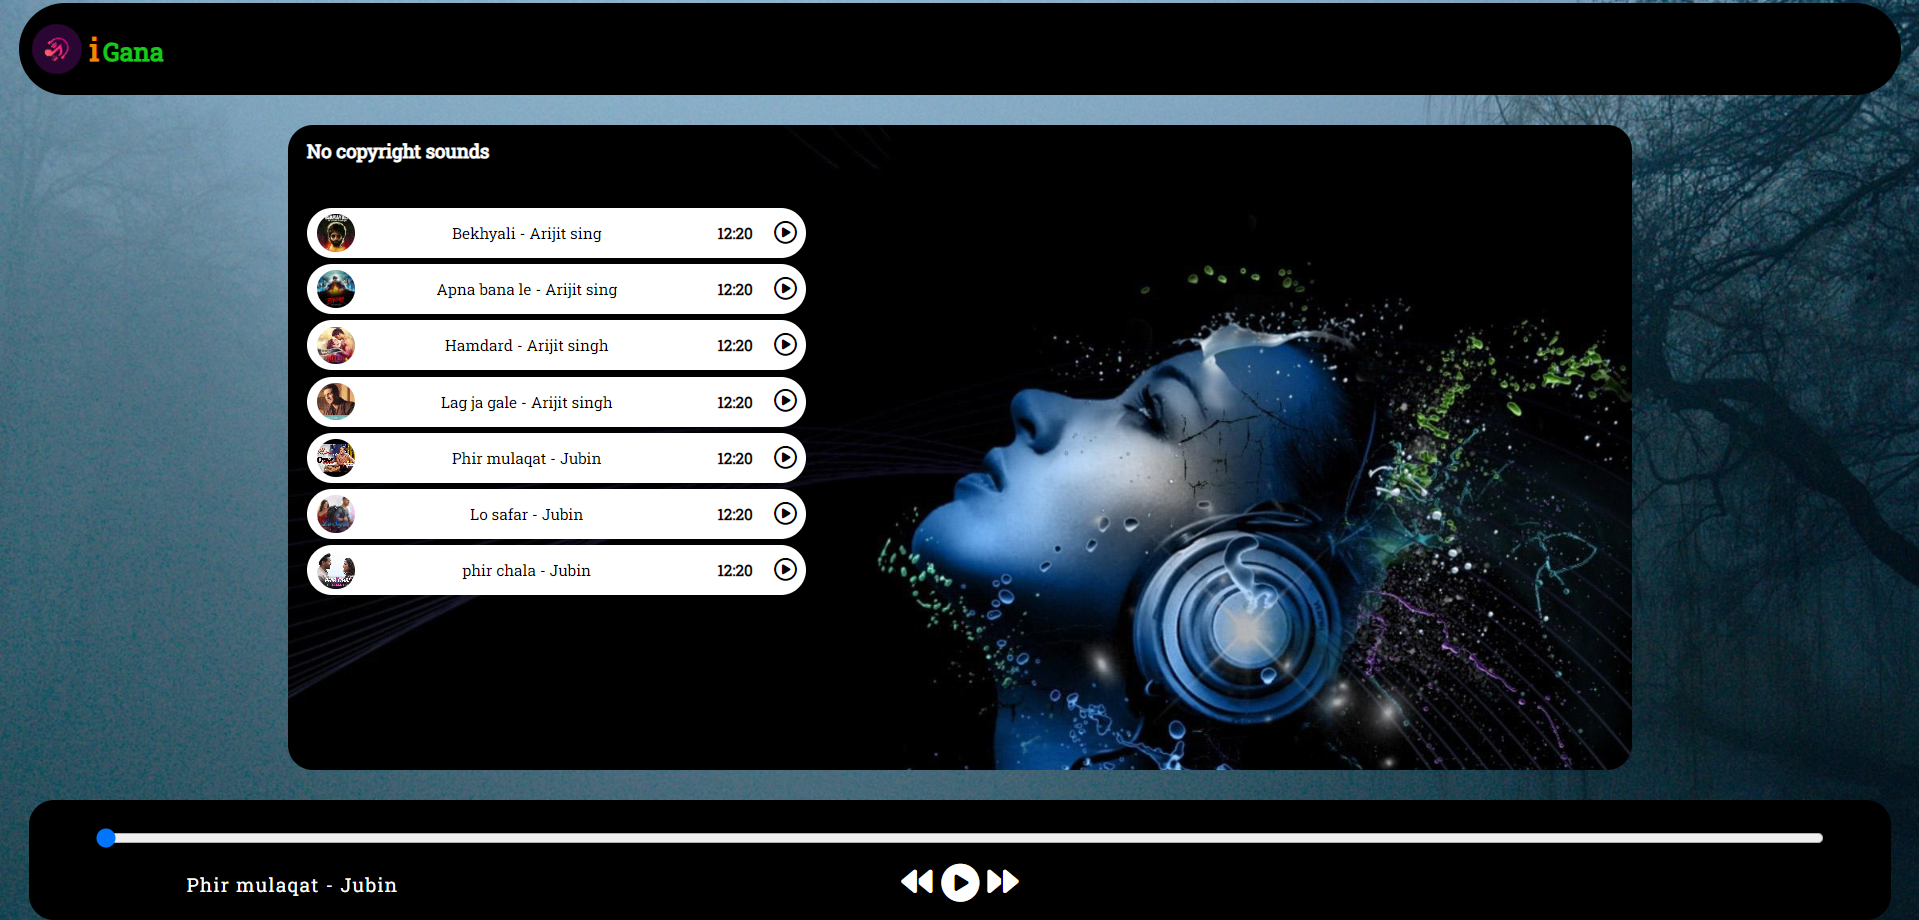 i Gana
No copyright sounds
Bekhyali - Arijit sing 12:20
Apna bana le - Arijit sing 12:20
Hamdard - Arijit singh 12:20
Lag ja gale - Arijit singh 12:20
Phir mulaqat - Jubin 12:20
Lo safar - Jubin 12:20
phir chala - Jubin 12:20
Phir mulaqat - Jubin